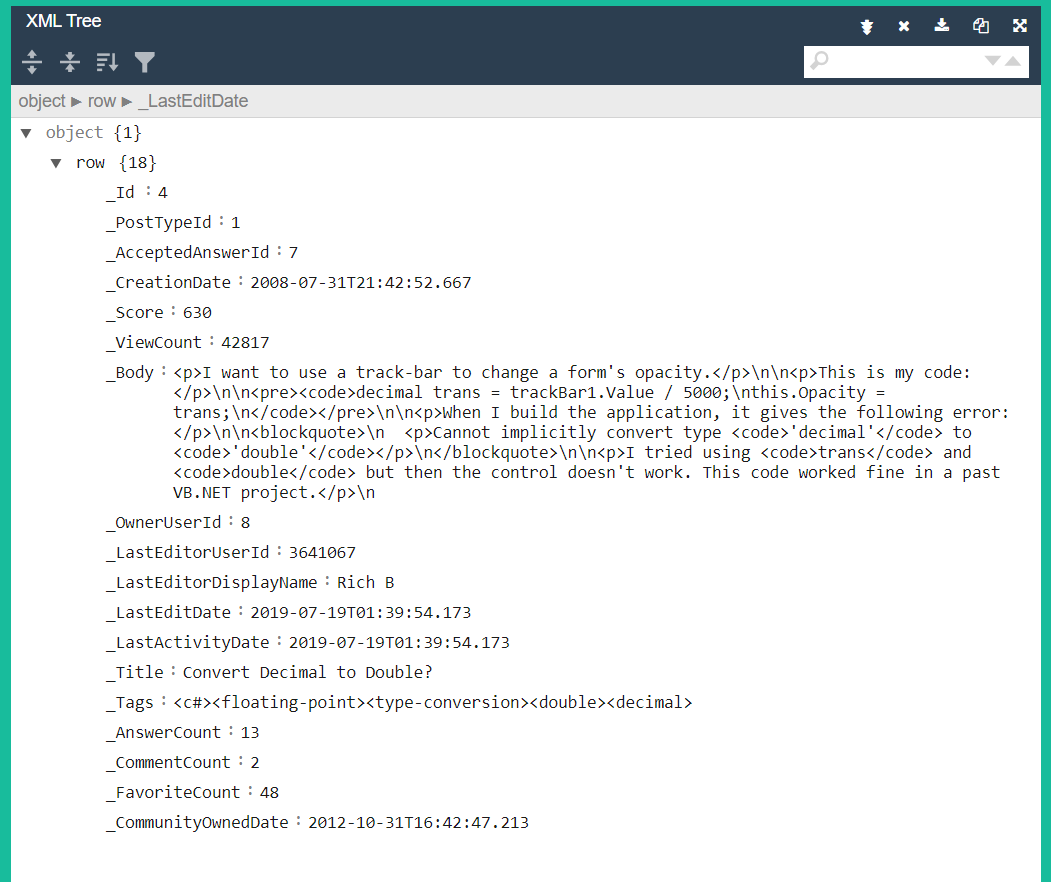 XML Tree
object ▶ row ▶ _LastEditDate
▼ object {1}
▼ row {18}
_Id : 4
_PostTypeId : 1
_AcceptedAnswerId : 7
_CreationDate : 2008-07-31T21:42:52.667
_Score : 630
_ViewCount : 42817
_Body : <p>I want to use a track-bar to change a form's opacity.</p>\n\n<p>This is my code:
</p>\n\n<pre><code>decimal trans = trackBar1.Value / 5000;\nthis.Opacity =
trans;\n</code></pre>\n\n<p>When I build the application, it gives the following error:
</p>\n\n<blockquote>\n  <p>Cannot implicitly convert type <code>'decimal'</code> to
<code>'double'</code></p>\n</blockquote>\n\n<p>I tried using <code>trans</code> and
<code>double</code> but then the control doesn't work. This code worked fine in a past
VB.NET project.</p>\n
_OwnerUserId : 8
_LastEditorUserId : 3641067
_LastEditorDisplayName : Rich B
_LastEditDate : 2019-07-19T01:39:54.173
_LastActivityDate : 2019-07-19T01:39:54.173
_Title : Convert Decimal to Double?
_Tags : <c#><floating-point><type-conversion><double><decimal>
_AnswerCount : 13
_CommentCount : 2
_FavoriteCount : 48
_CommunityOwnedDate : 2012-10-31T16:42:47.213